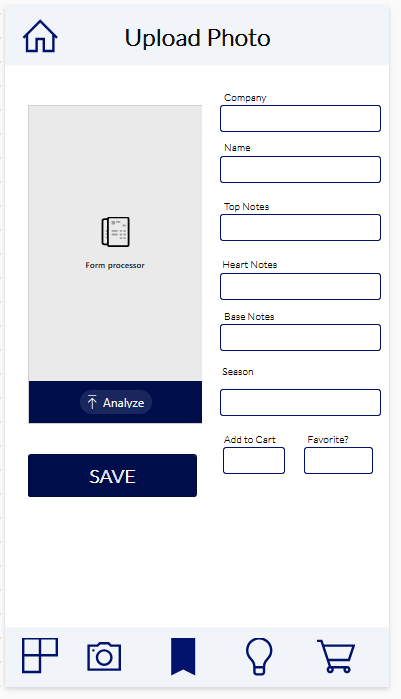 Upload Photo
Company
Name
Top Notes
Form processor
Heart Notes
Base Notes
Season
Analyze
Add to Cart
Favorite?
SAVE